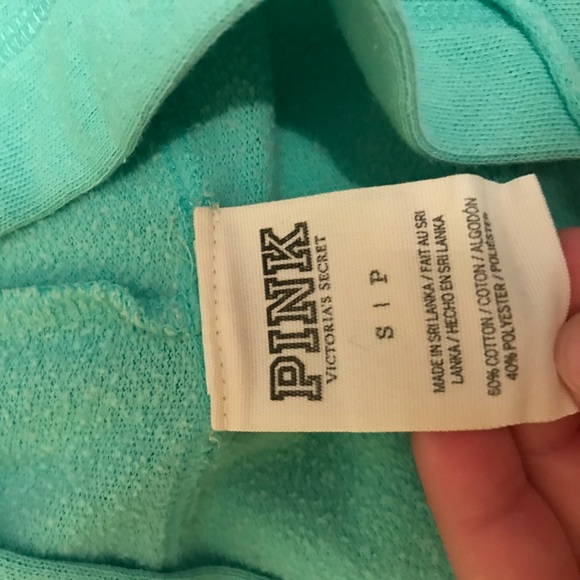 PINK
VICTORIA'S SECRET
S | P
MADE IN SRI LANKA / FAIT AU SRI
LANKA / HECHO EN SRI LANKA
60% COTTON / COTON / ALGODÓN
40% POLYESTER / POLIÉSTER